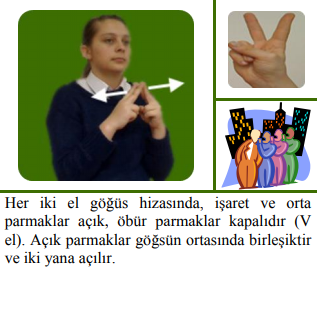 Her iki el göğüs hizasında, işaret ve orta
parmaklar açık, öbür parmaklar kapalıdır (V
el). Açık parmaklar göğsün ortasında birleşiktir
ve iki yana açılır.